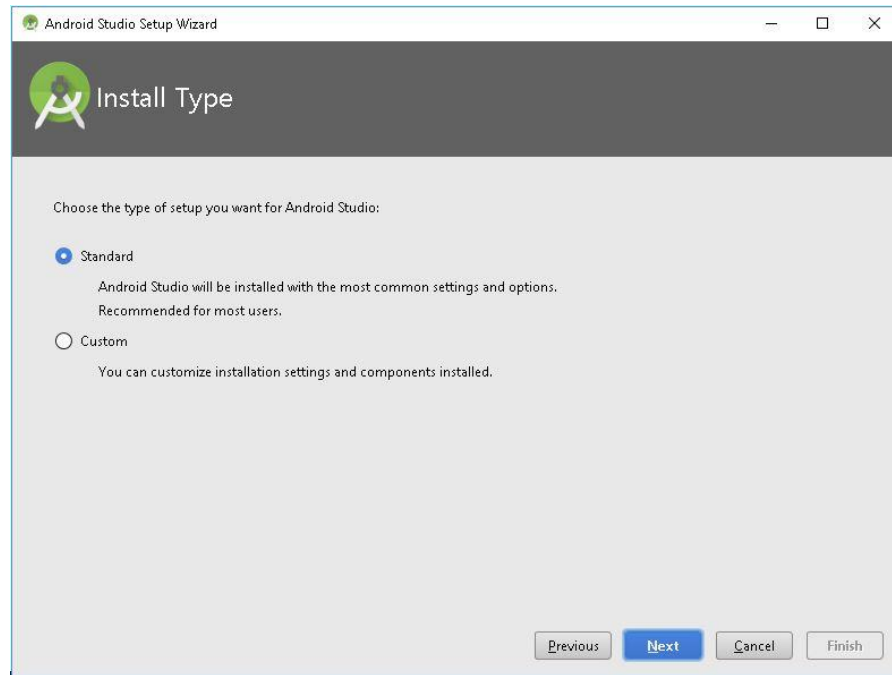 Android Studio Setup Wizard
Install Type
Choose the type of setup you want for Android Studio:
Standard
Android Studio will be installed with the most common settings and options.
Recommended for most users.
Custom
You can customize installation settings and components installed.
Previous
Next
Cancel
Finish